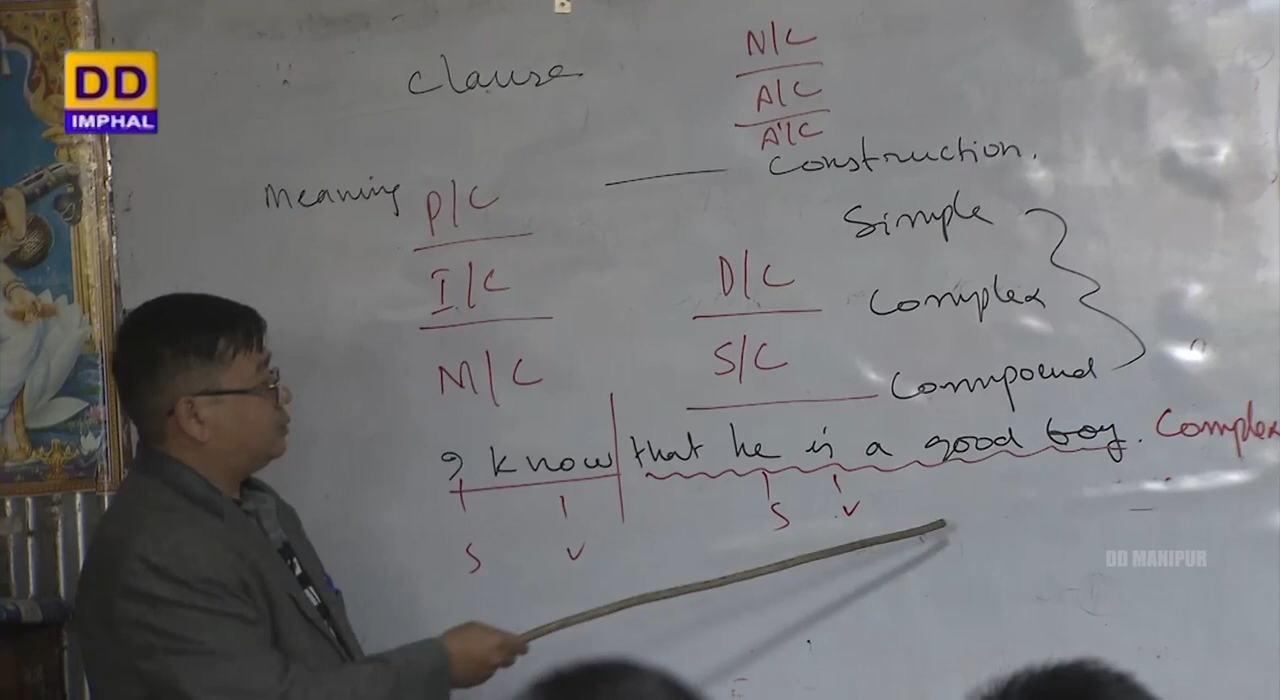 DD
IMPHAL
Clause
N/C
A/C
A'/C
Meaning
Construction.
P/C
Simple
I/C
D/C
Complex
M/C
S/C
Compound
I know that he is a good boy. Complex
S V S V
DD MANIPUR